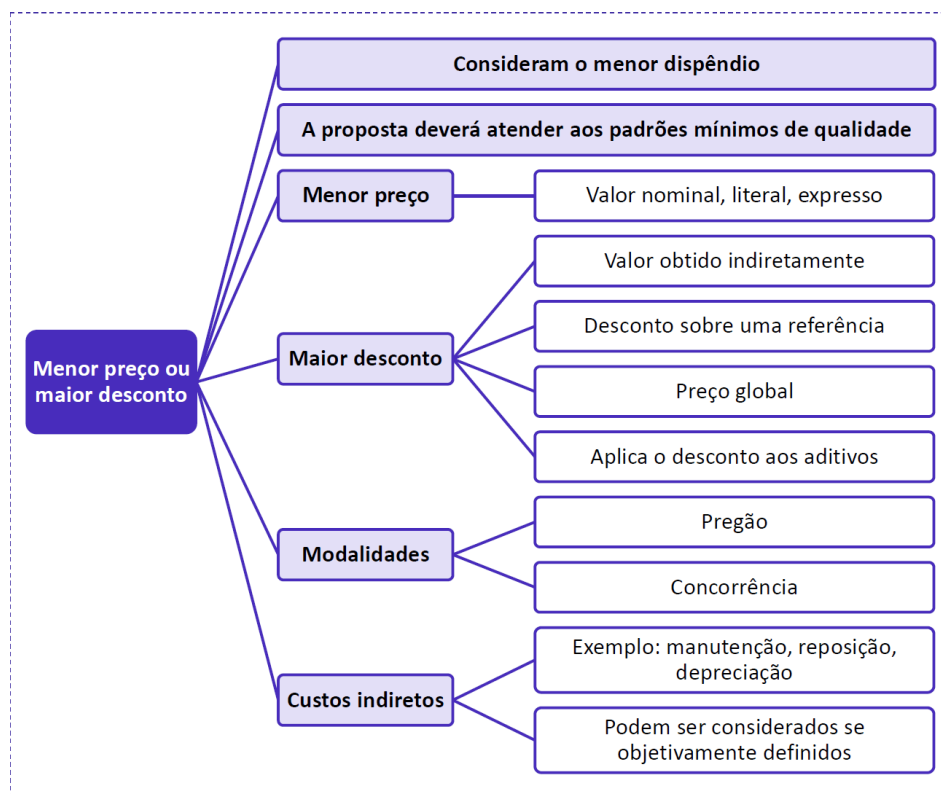 Menor preço ou
maior desconto
Consideram o menor dispêndio
A proposta deverá atender aos padrões mínimos de qualidade
Menor preço
Valor nominal, literal, expresso
Maior desconto
Valor obtido indiretamente
Desconto sobre uma referência
Preço global
Aplica o desconto aos aditivos
Modalidades
Pregão
Concorrência
Custos indiretos
Exemplo: manutenção, reposição,
depreciação
Podem ser considerados se
objetivamente definidos